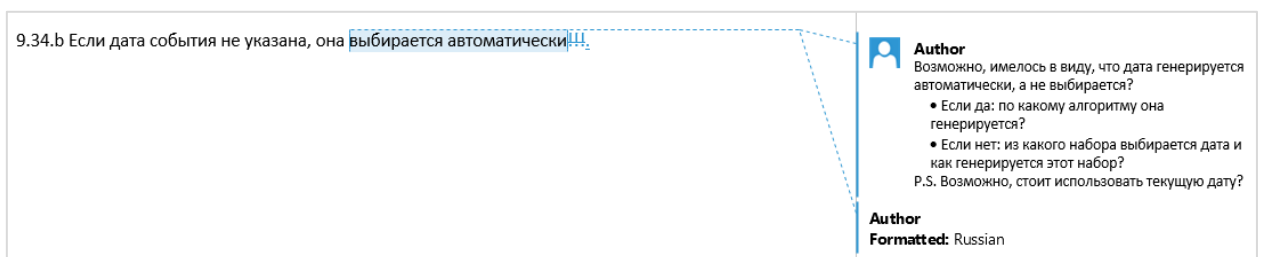 9.34.b Если дата события не указана, она выбирается автоматически!!!.
Author
Возможно, имелось в виду, что дата генерируется
автоматически, а не выбирается?
• Если да: по какому алгоритму она
генерируется?
• Если нет: из какого набора выбирается дата и
как генерируется этот набор?
P.S. Возможно, стоит использовать текущую дату?
Author
Formatted: Russian